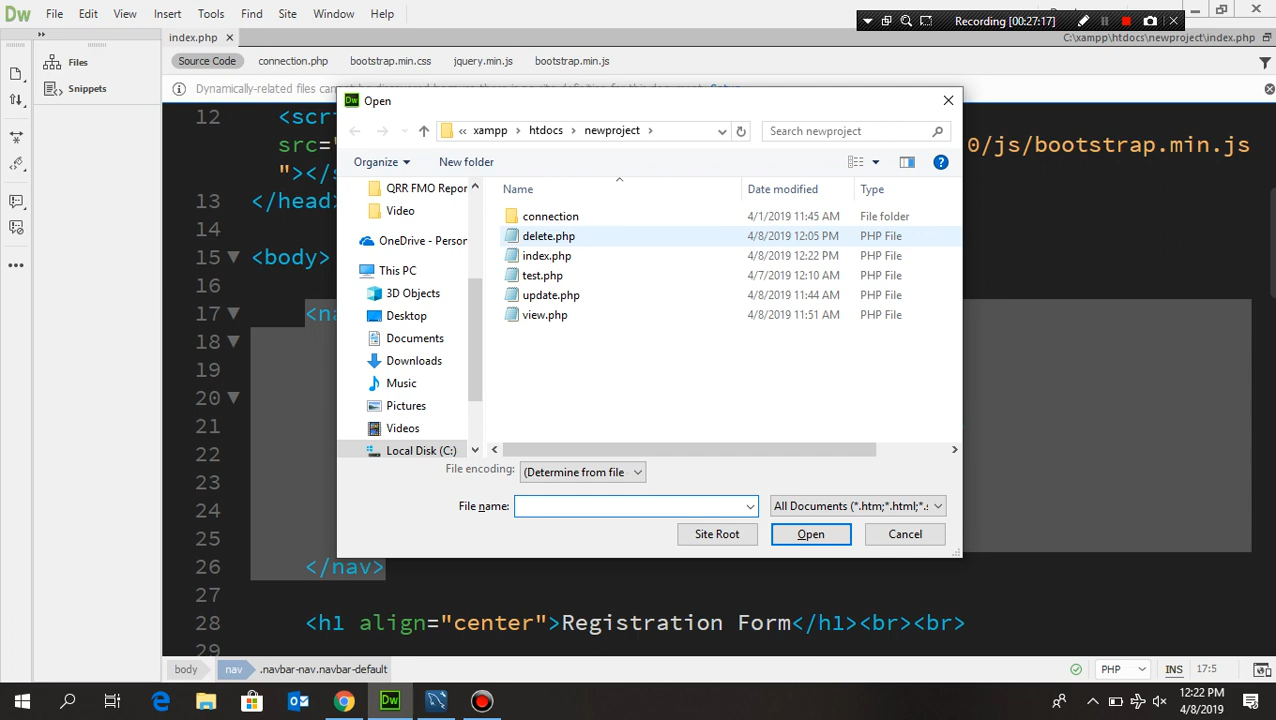 Dw File Edit View Insert Tools Find Site Window Help
Recording [00:27:17]
index.php
C:\xampp\htdocs\newproject\index.php
Source Code connection.php bootstrap.min.css jquery.min.js bootstrap.min.js
Files
Snippets
Dynamically-related files
12 <scr
src=
0/js/bootstrap.min.js
"></s
13 </head
14
15 <body>
16
17 <na
18
19
20
21
22
23
24
25
26 </nav>
27
28 <h1 align="center">Registration Form</h1><br><br>
29
Dw Open
« xampp › htdocs › newproject ›
Search newproject
Organize New folder
Name Date modified Type
QRR FMO Repor
Video
OneDrive - Person
This PC
3D Objects
Desktop
Documents
Downloads
Music
Pictures
Videos
Local Disk (C:)
connection 4/1/2019 11:45 AM File folder
delete.php 4/8/2019 12:05 PM PHP File
index.php 4/8/2019 12:22 PM PHP File
test.php 4/7/2019 12:10 AM PHP File
update.php 4/8/2019 11:44 AM PHP File
view.php 4/8/2019 11:51 AM PHP File
File encoding: (Determine from file
File name: All Documents (*.htm;*.html;*.s
Site Root Open Cancel
body nav .navbar-nav.navbar-default
PHP INS 17:5
12:22 PM
4/8/2019